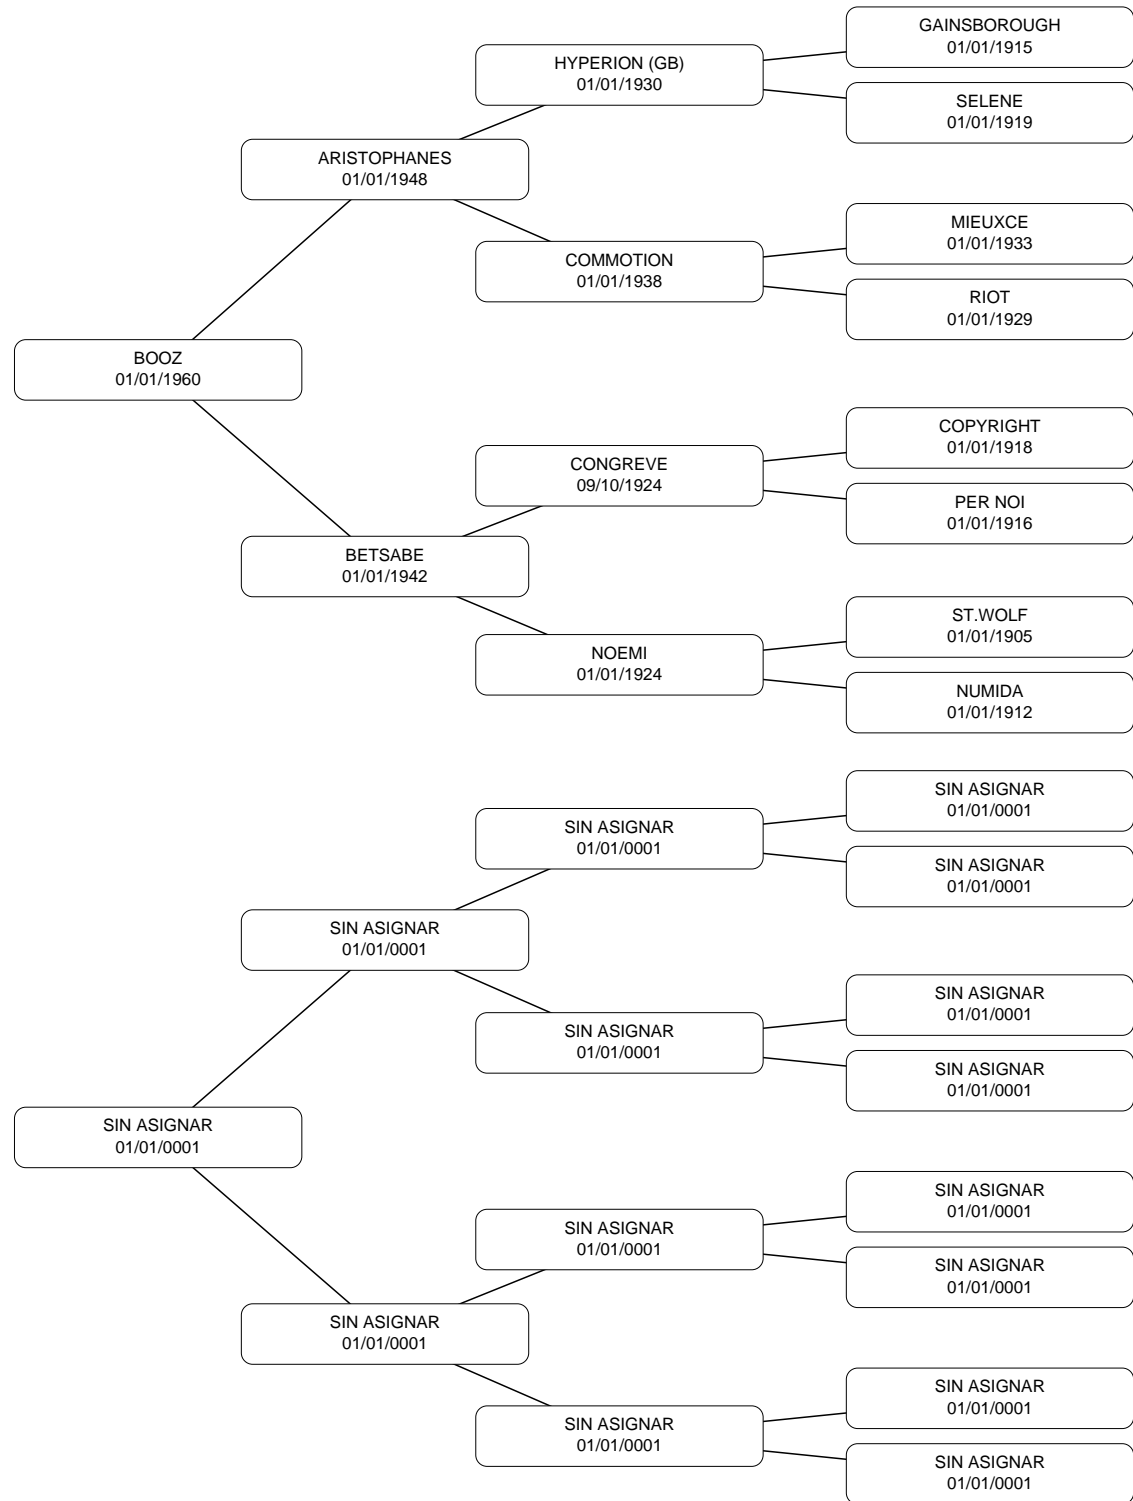 GAINSBOROUGH
01/01/1915
HYPERION (GB)
01/01/1930
SELENE
01/01/1919
ARISTOPHANES
01/01/1948
MIEUXCE
01/01/1933
COMMOTION
01/01/1938
RIOT
01/01/1929
BOOZ
01/01/1960
COPYRIGHT
01/01/1918
CONGREVE
09/10/1924
PER NOI
01/01/1916
BETSABE
01/01/1942
ST.WOLF
01/01/1905
NOEMI
01/01/1924
NUMIDA
01/01/1912
SIN ASIGNAR
01/01/0001
SIN ASIGNAR
01/01/0001
SIN ASIGNAR
01/01/0001
SIN ASIGNAR
01/01/0001
SIN ASIGNAR
01/01/0001
SIN ASIGNAR
01/01/0001
SIN ASIGNAR
01/01/0001
SIN ASIGNAR
01/01/0001
SIN ASIGNAR
01/01/0001
SIN ASIGNAR
01/01/0001
SIN ASIGNAR
01/01/0001
SIN ASIGNAR
01/01/0001
SIN ASIGNAR
01/01/0001
SIN ASIGNAR
01/01/0001
SIN ASIGNAR
01/01/0001